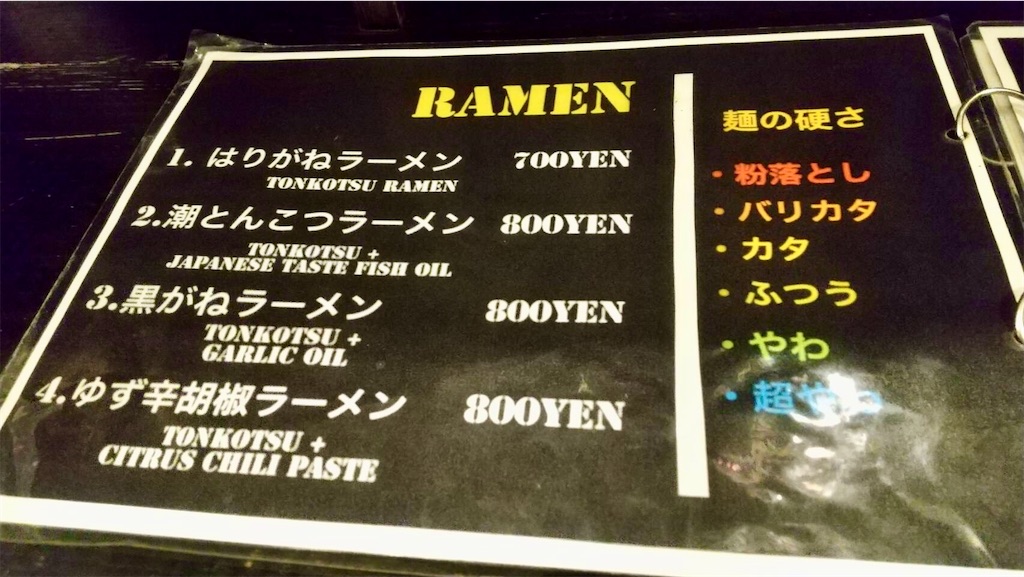 RAMEN
1. はりがねラーメン 700YEN
TONKOTSU RAMEN
2.潮とんこつラーメン 800YEN
TONKOTSU +
JAPANESE TASTE FISH OIL
3.黒がねラーメン 800YEN
TONKOTSU +
GARLIC OIL
4.ゆず辛胡椒ラーメン 800YEN
TONKOTSU +
CITRUS CHILI PASTE
麺の硬さ
・粉落とし
・バリカタ
・カタ
・ふつう
・やわ
・超やわ